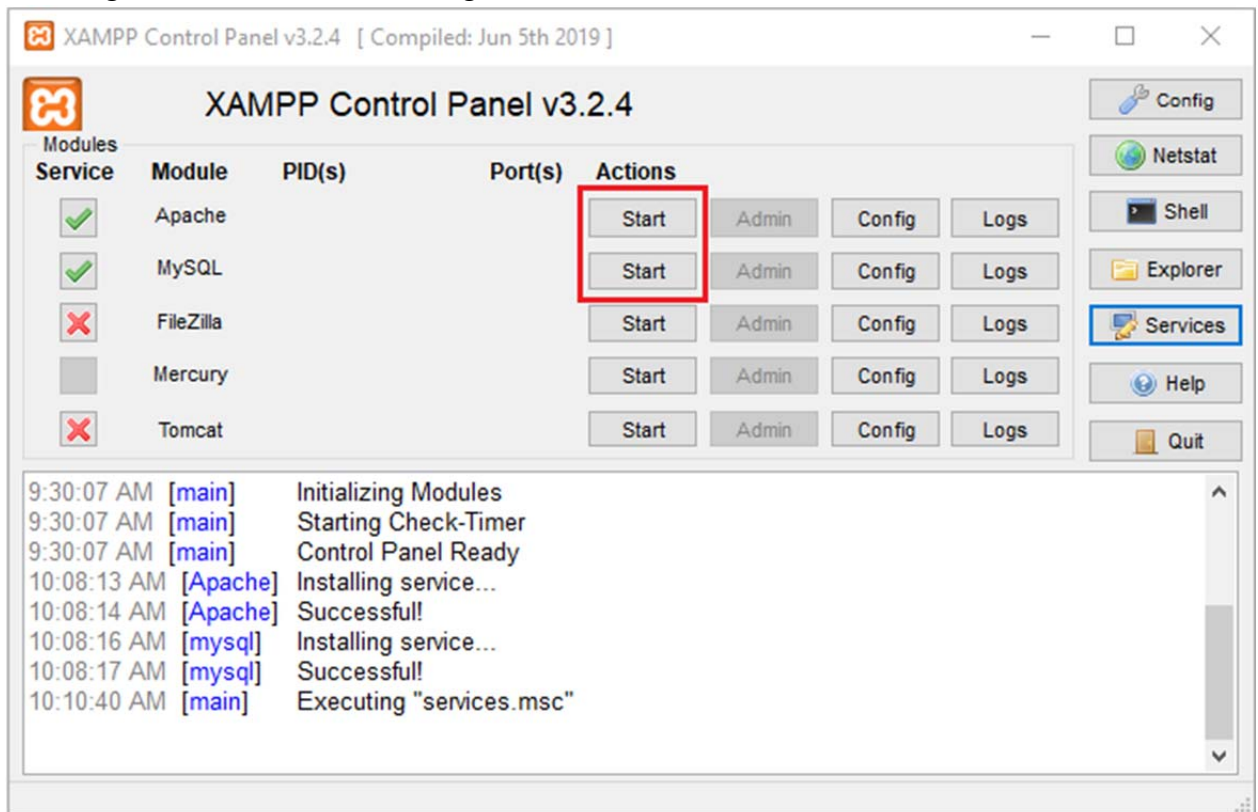 XAMPP Control Panel v3.2.4 [ Compiled: Jun 5th 2019 ]
XAMPP Control Panel v3.2.4
Config
Modules
Netstat
Service Module PID(s) Port(s) Actions
Apache Start Admin Config Logs
Shell
MySQL Start Admin Config Logs
Explorer
FileZilla Start Admin Config Logs
Services
Mercury Start Admin Config Logs
Help
Tomcat Start Admin Config Logs
Quit
9:30:07 AM [main] Initializing Modules
9:30:07 AM [main] Starting Check-Timer
9:30:07 AM [main] Control Panel Ready
10:08:13 AM [Apache] Installing service...
10:08:14 AM [Apache] Successful!
10:08:16 AM [mysql] Installing service...
10:08:17 AM [mysql] Successful!
10:10:40 AM [main] Executing "services.msc"